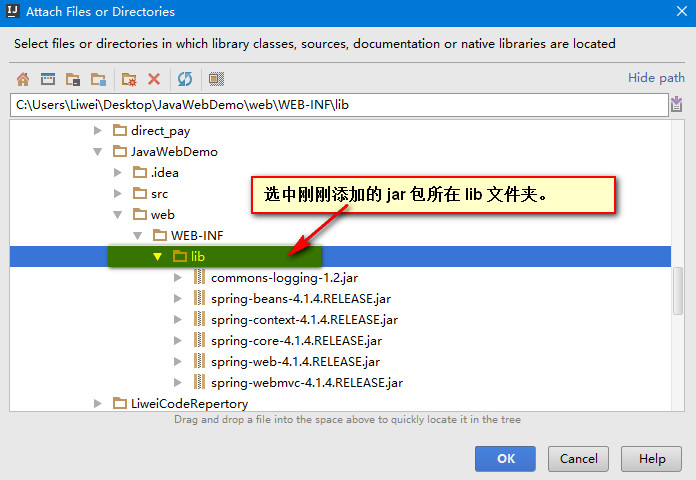 Attach Files or Directories
Select files or directories in which library classes, sources, documentation or native libraries are located
Hide path
C:\Users\Liwei\Desktop\JavaWebDemo\web\WEB-INF\lib
direct_pay
JavaWebDemo
.idea
src
web
WEB-INF
lib
选中刚刚添加的 jar 包所在 lib 文件夹。
commons-logging-1.2.jar
spring-beans-4.1.4.RELEASE.jar
spring-context-4.1.4.RELEASE.jar
spring-core-4.1.4.RELEASE.jar
spring-web-4.1.4.RELEASE.jar
spring-webmvc-4.1.4.RELEASE.jar
LiweiCodeRepertory
Drag and drop a file into the space above to quickly locate it in the tree
OK Cancel Help